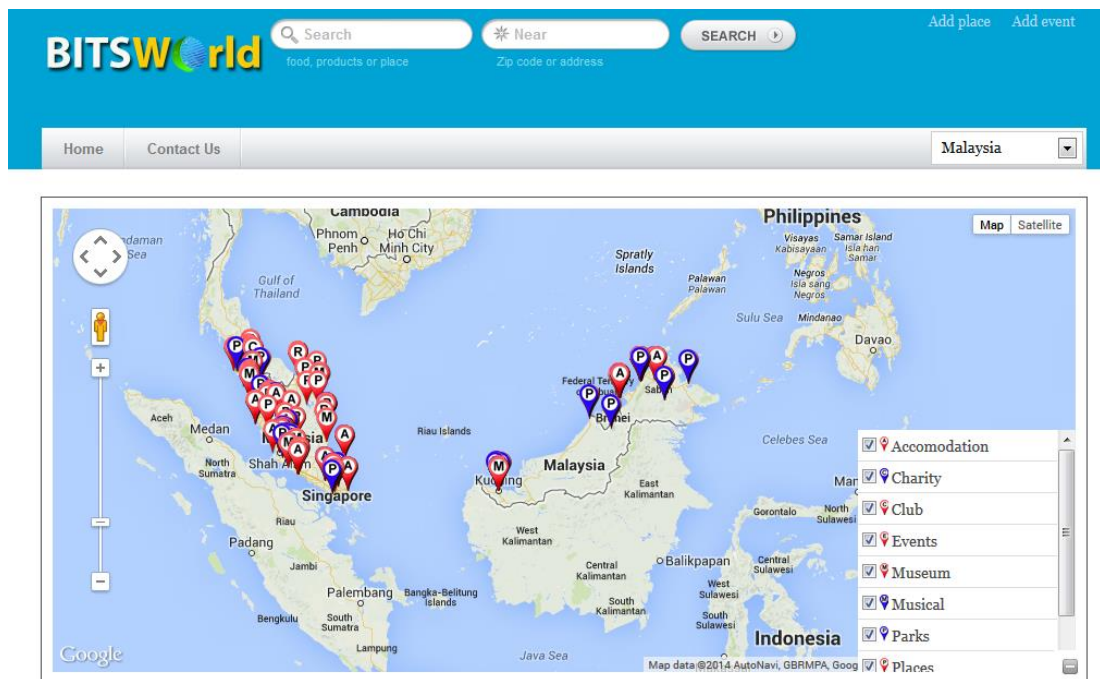 Add place Add event
BITSWorld
Search
Near
SEARCH
food, products or place
Zip code or address
Home Contact Us
Malaysia
Cambodia
Philippines
Map Satellite
Phnom Penh
Ho Chi Minh City
Visayas
Kabisayaan
Samar Island
Spratly Islands
Gulf of Thailand
Palawan
Palawan
Negros
Isla sang Negros
Sulu Sea
Mindanao
Davao
P C R P A P
M A P
Federal
Sabah
Aceh
Medan
Riau Islands
Celebes Sea
North Sumatra
Shah Alam
Kuching
Malaysia
East Kalimantan
Singapore
Gorontalo
North Sulawesi
Riau
West Kalimantan
Padang
Jambi
Balikpapan
Central Kalimantan
Central Sulawesi
West Sulawesi
Palembang
Bangka-Belitung Islands
South Kalimantan
South Sulawesi
Bengkulu
South Sumatra
Lampung
Java Sea
Indonesia
Google
Map data ©2014 AutoNavi, GBRMPA, Goog
Accomodation
Charity
Club
Events
Museum
Musical
Parks
Places